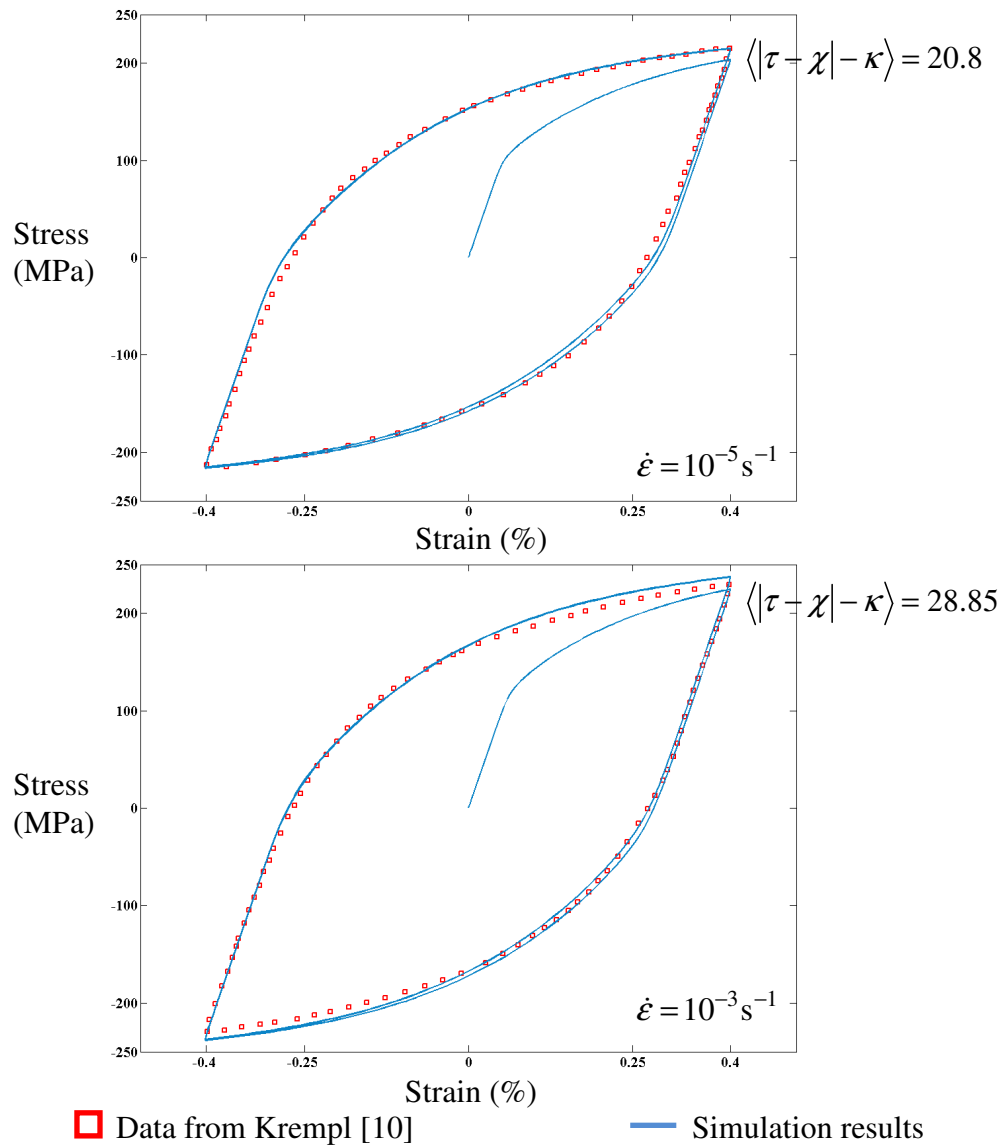 250
200
100
0
-100
-200
-250
Stress
(MPa)
⟨|τ − χ| − κ⟩ = 20.8
ε̇ = 10⁻⁵ s⁻¹
-0.4 -0.25 0 0.25 0.4
Strain (%)
250
200
100
0
-100
-200
-250
Stress
(MPa)
⟨|τ − χ| − κ⟩ = 28.85
ε̇ = 10⁻³ s⁻¹
-0.4 -0.25 0 0.25 0.4
Strain (%)
Data from Krempl [10] Simulation results